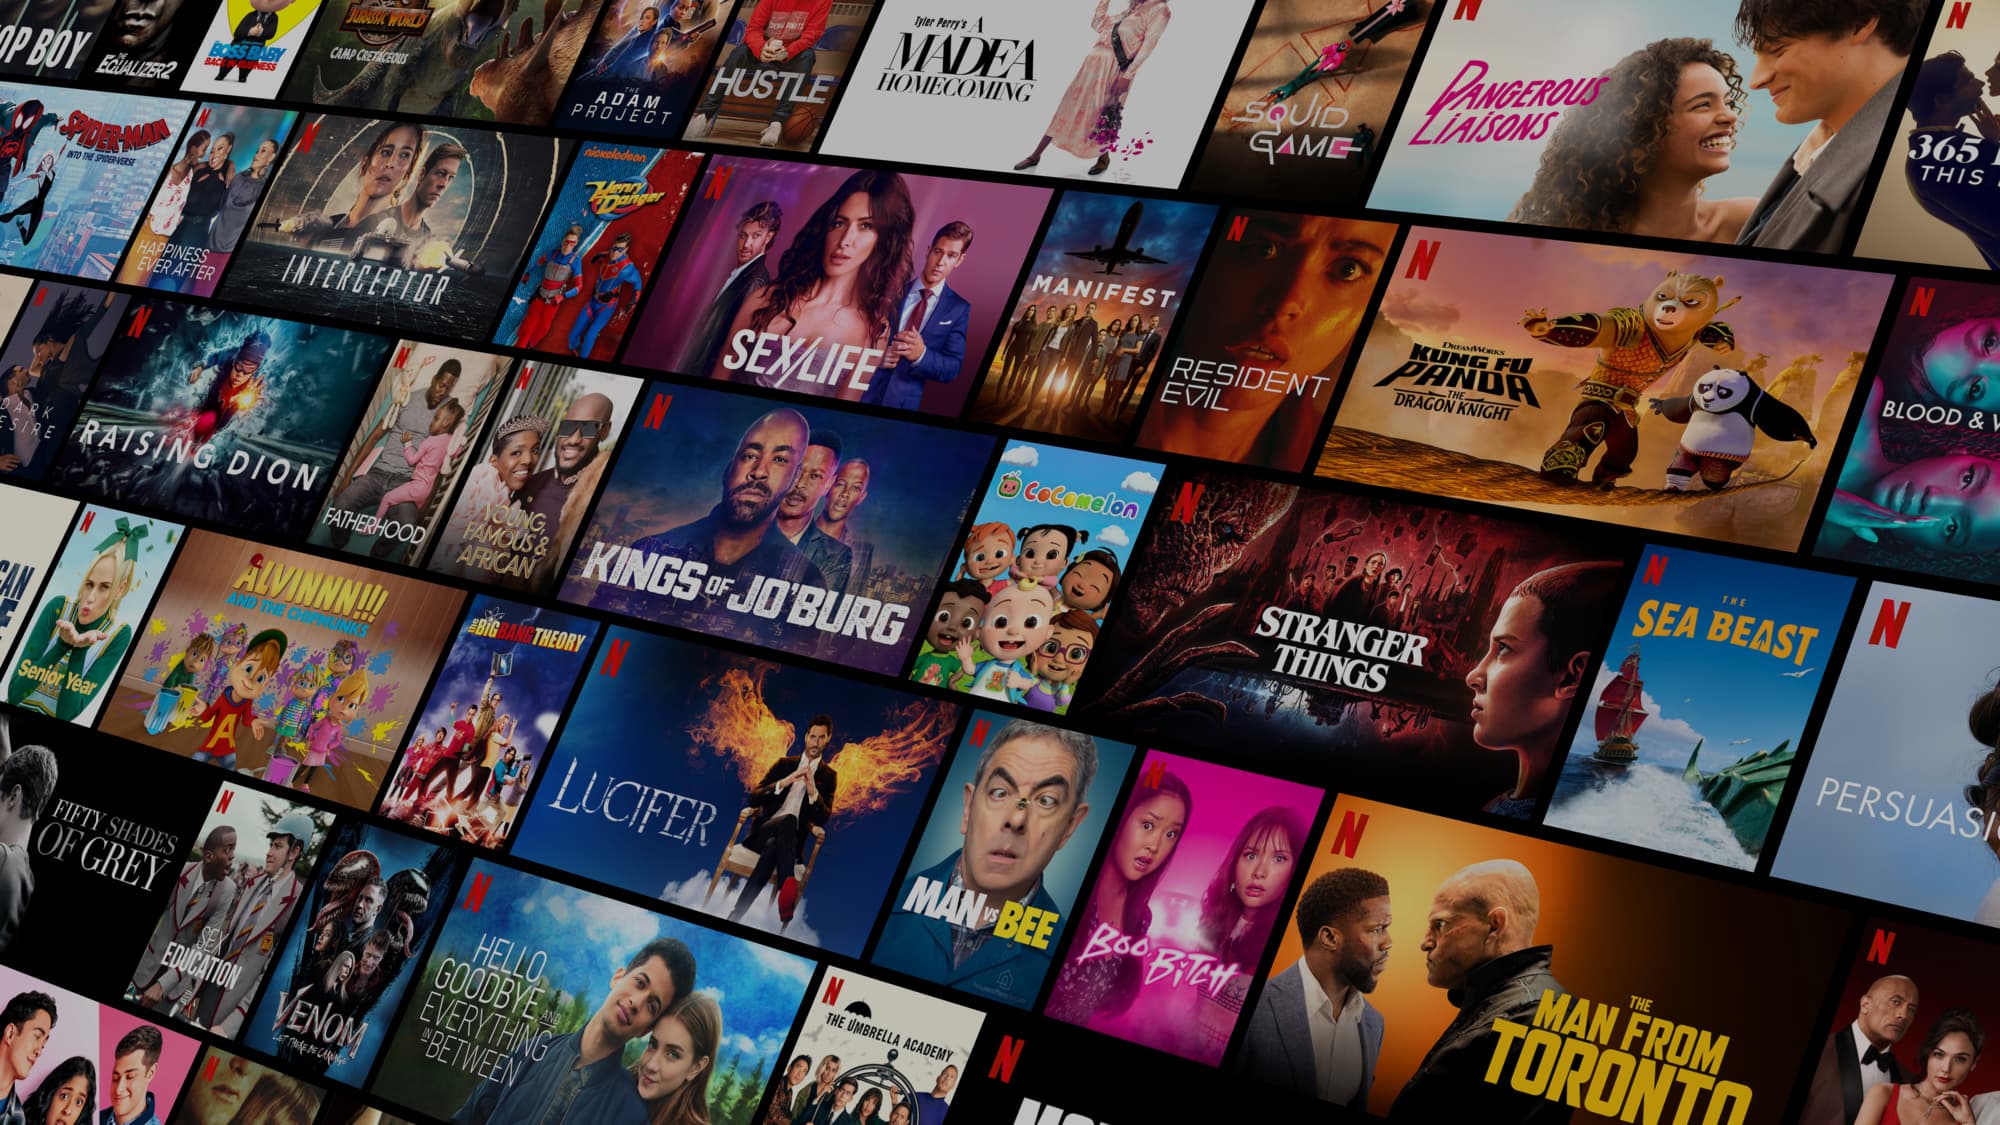 OP BOY
THE
EQUALIZER 2
BOSS BABY
BACK IN BUSINESS
JURASSIC WORLD
CAMP CRETACEOUS
THE
ADAM
PROJECT
HUSTLE
Tyler Perry's A
MADEA
HOMECOMING
SQUID
GAME
N
DANGEROUS
LIAISONS
N
365
THIS
SPIDER-MAN
INTO THE SPIDER-VERSE
N
HAPPINESS
EVER AFTER
N
INTERCEPTOR
nickelodeon
Henry
Danger
N
SEX/LIFE
MANIFEST
N
RESIDENT
EVIL
N
DREAMWORKS
KUNG FU
PANDA
THE
DRAGON KNIGHT
N
BLOOD & W
DARK
DESIRE
N
RAISING DION
N
FATHERHOOD
N
YOUNG,
FAMOUS &
AFRICAN
N
KINGS OF JO'BURG
CoComelon
N
STRANGER
THINGS
N
THE
SEA BEAST
N
PERSUASI
CAN
N
Senior Year
ALVINNN!!!
AND THE CHIPMUNKS
A
THE BIG BANG THEORY
N
LUCIFER
N
MAN VS BEE
N
BOO, BITCH
N
THE
MAN FROM
TORONTO
N
FIFTY SHADES
OF GREY
N
SEX
EDUCATION
VENOM
LET THERE BE CARNAGE
N
HELLO,
GOODBYE, AND
EVERYTHING
IN BETWEEN
N
THE UMBRELLA ACADEMY
N
N